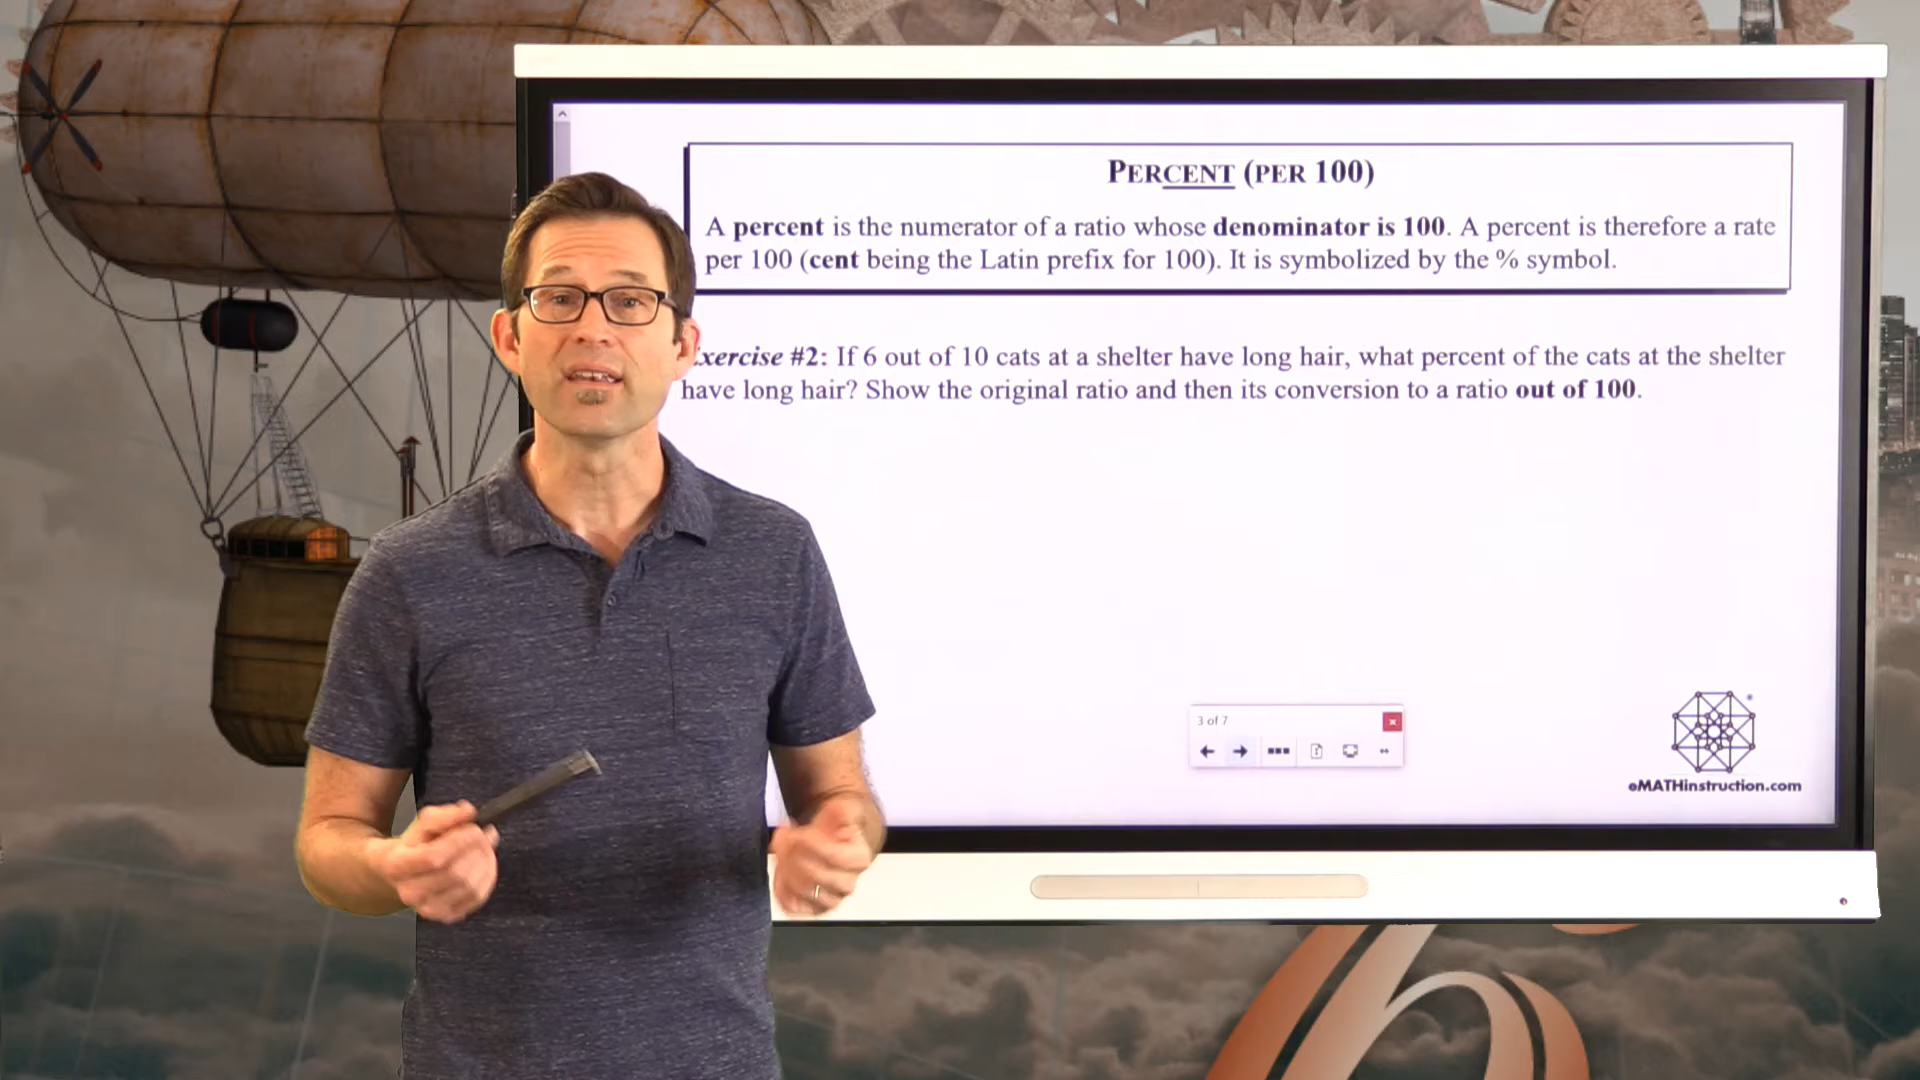 PERCENT (PER 100)
A percent is the numerator of a ratio whose denominator is 100. A percent is therefore a rate
per 100 (cent being the Latin prefix for 100). It is symbolized by the % symbol.
xercise #2: If 6 out of 10 cats at a shelter have long hair, what percent of the cats at the shelter
have long hair? Show the original ratio and then its conversion to a ratio out of 100.
3 of 7
eMATHinstruction.com